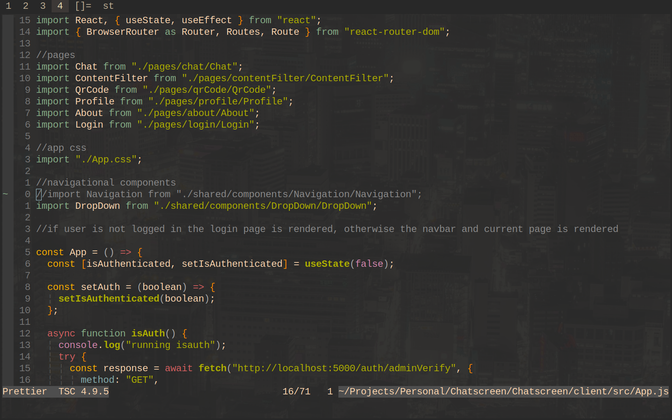 1 2 3 4 []= st
15 import React, { useState, useEffect } from "react";
14 import { BrowserRouter as Router, Routes, Route } from "react-router-dom";
13
12 //pages
11 import Chat from "./pages/chat/Chat";
10 import ContentFilter from "./pages/contentFilter/ContentFilter";
9 import QrCode from "./pages/qrCode/QrCode";
8 import Profile from "./pages/profile/Profile";
7 import About from "./pages/about/About";
6 import Login from "./pages/login/Login";
5
4 //app css
3 import "./App.css";
2
1 //navigational components
~ 0 //import Navigation from "./shared/components/Navigation/Navigation";
1 import DropDown from "./shared/components/DropDown/DropDown";
2
3 //if user is not logged in the login page is rendered, otherwise the navbar and current page is rendered
4
5 const App = () => {
6 const [isAuthenticated, setIsAuthenticated] = useState(false);
7
8 const setAuth = (boolean) => {
9 setIsAuthenticated(boolean);
10 };
11
12 async function isAuth() {
13 console.log("running isauth");
14 try {
15 const response = await fetch("http://localhost:5000/auth/adminVerify", {
16 method: "GET",
Prettier TSC 4.9.5 16/71 1 ~/Projects/Personal/Chatscreen/Chatscreen/client/src/App.js